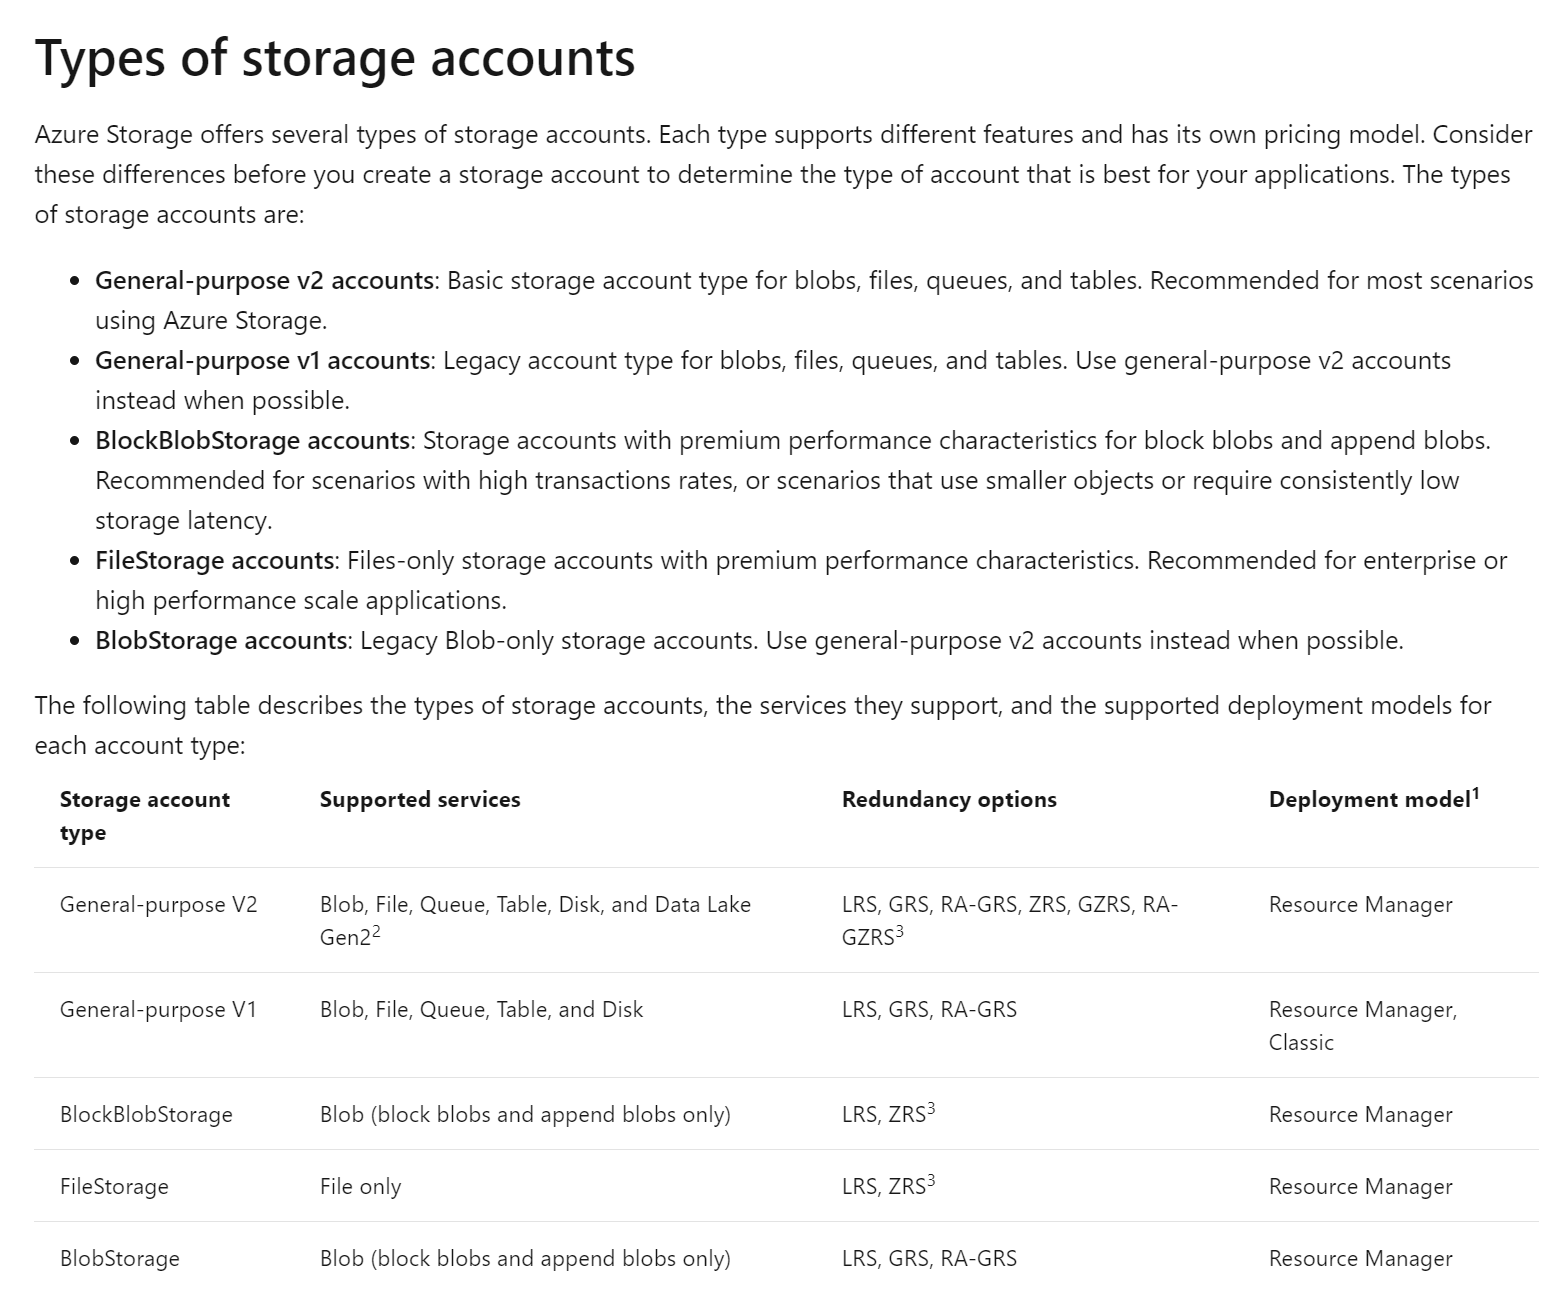 Types of storage accounts
Azure Storage offers several types of storage accounts. Each type supports different features and has its own pricing model. Consider
these differences before you create a storage account to determine the type of account that is best for your applications. The types
of storage accounts are:
• General-purpose v2 accounts: Basic storage account type for blobs, files, queues, and tables. Recommended for most scenarios
using Azure Storage.
• General-purpose v1 accounts: Legacy account type for blobs, files, queues, and tables. Use general-purpose v2 accounts
instead when possible.
• BlockBlobStorage accounts: Storage accounts with premium performance characteristics for block blobs and append blobs.
Recommended for scenarios with high transactions rates, or scenarios that use smaller objects or require consistently low
storage latency.
• FileStorage accounts: Files-only storage accounts with premium performance characteristics. Recommended for enterprise or
high performance scale applications.
• BlobStorage accounts: Legacy Blob-only storage accounts. Use general-purpose v2 accounts instead when possible.
The following table describes the types of storage accounts, the services they support, and the supported deployment models for
each account type:
Storage account type | Supported services | Redundancy options | Deployment model¹
General-purpose V2 | Blob, File, Queue, Table, Disk, and Data Lake Gen2² | LRS, GRS, RA-GRS, ZRS, GZRS, RA-GZRS³ | Resource Manager
General-purpose V1 | Blob, File, Queue, Table, and Disk | LRS, GRS, RA-GRS | Resource Manager, Classic
BlockBlobStorage | Blob (block blobs and append blobs only) | LRS, ZRS³ | Resource Manager
FileStorage | File only | LRS, ZRS³ | Resource Manager
BlobStorage | Blob (block blobs and append blobs only) | LRS, GRS, RA-GRS | Resource Manager